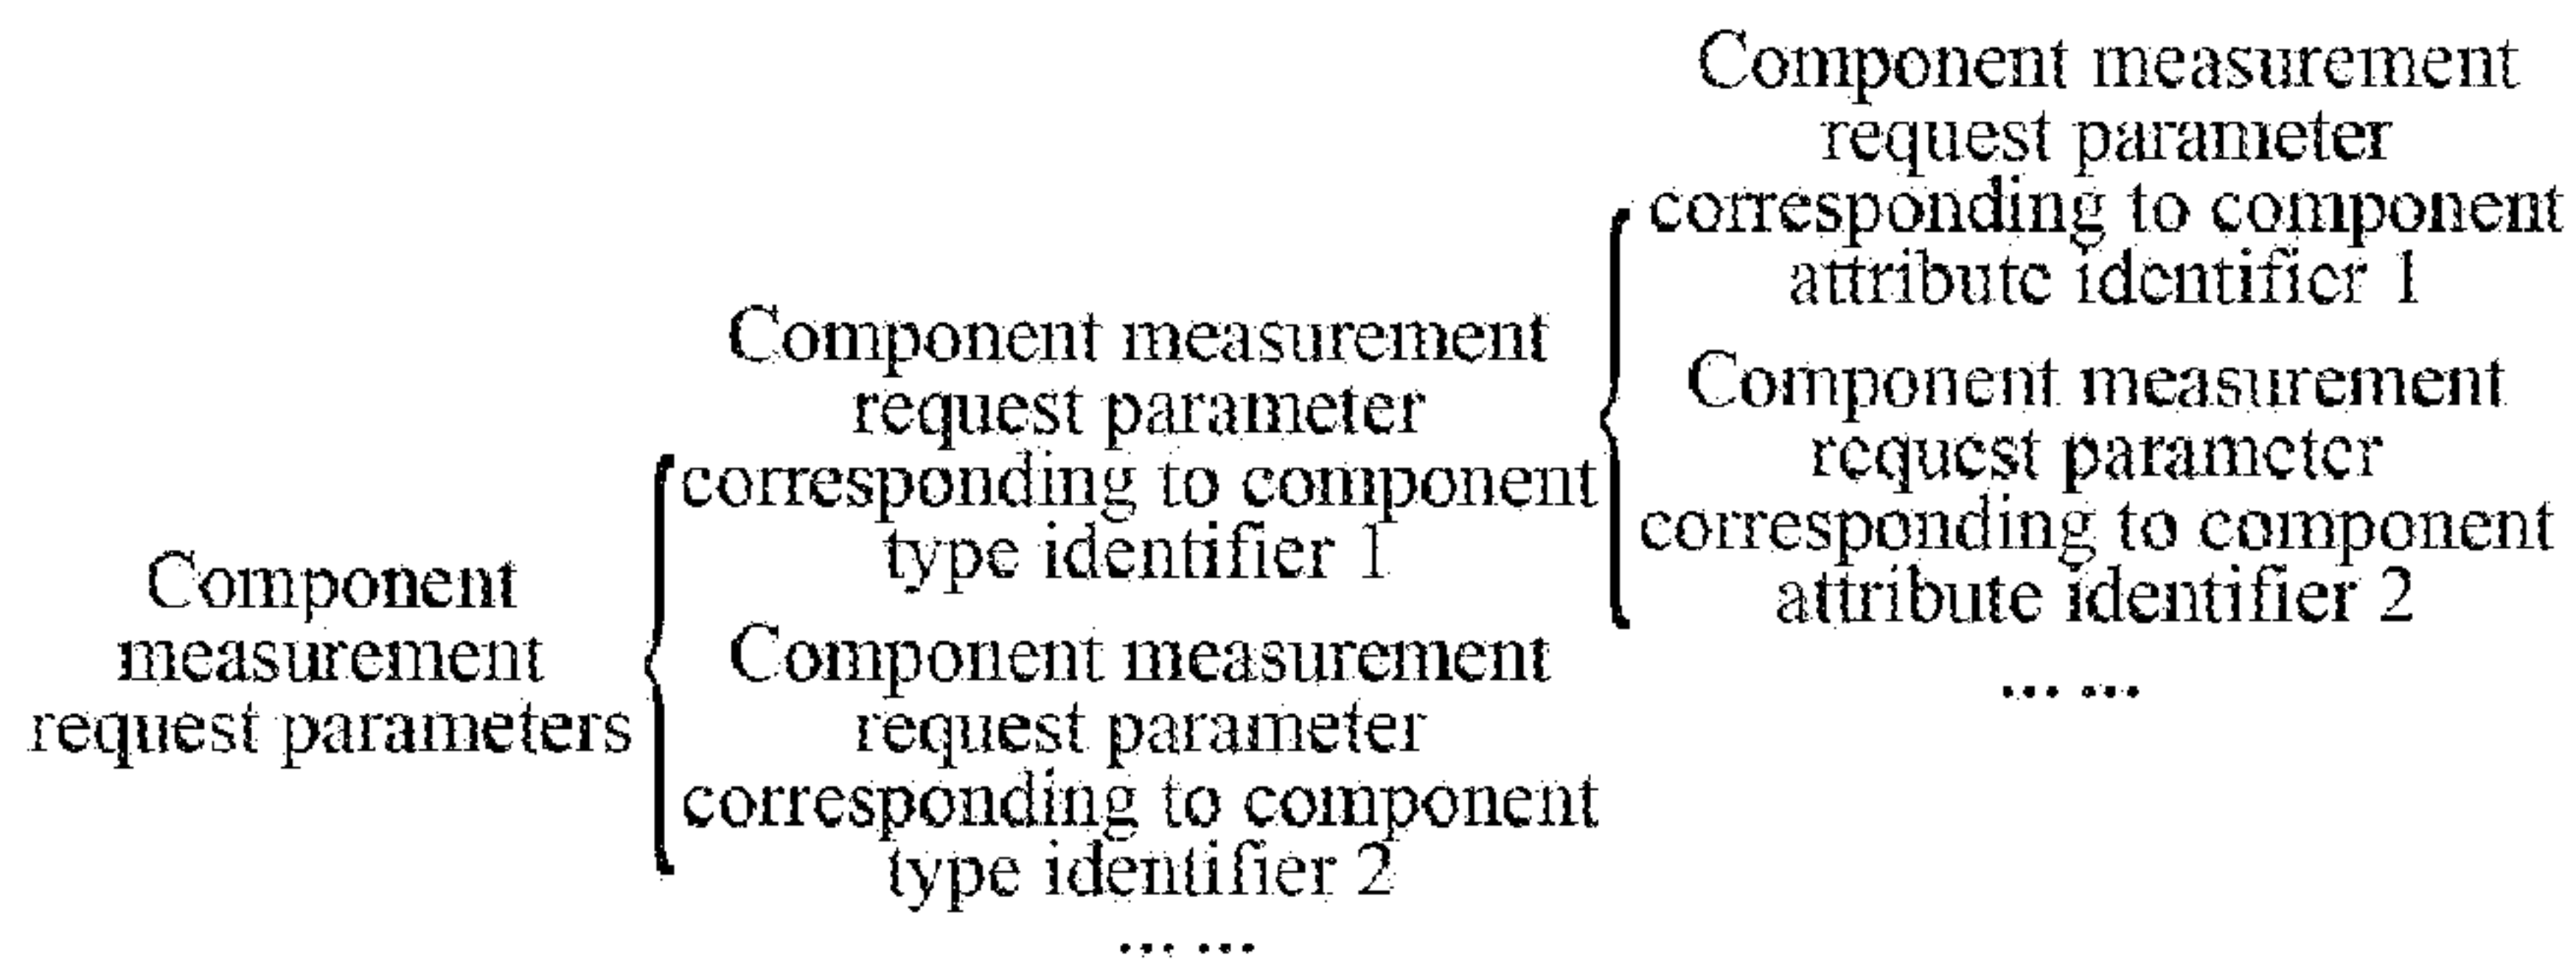 Component
measurement
request parameters
Component measurement
request parameter
corresponding to component
type identifier 1
Component measurement
request parameter
corresponding to component
type identifier 2
... ...
Component measurement
request parameter
corresponding to component
attribute identifier 1
Component measurement
request parameter
corresponding to component
attribute identifier 2
... ...